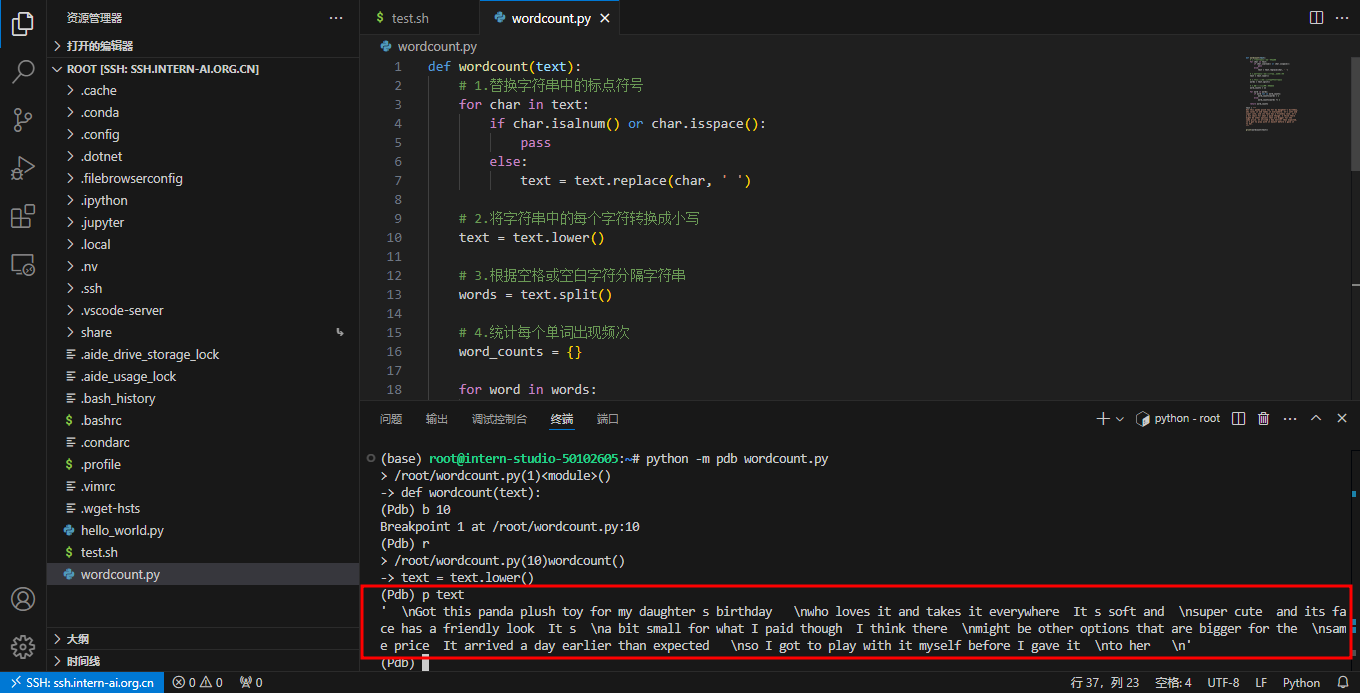 资源管理器
···
打开的编辑器
ROOT [SSH: SSH.INTERN-AI.ORG.CN]
.cache
.conda
.config
.dotnet
.filebrowserconfig
.ipython
.jupyter
.local
.nv
.ssh
.vscode-server
share
.aide_drive_storage_lock
.aide_usage_lock
.bash_history
$ .bashrc
.condarc
$ .profile
.vimrc
.wget-hsts
hello_world.py
$ test.sh
wordcount.py
大纲
时间线
$ test.sh
wordcount.py
wordcount.py
1 def wordcount(text):
2 # 1.替换字符串中的标点符号
3 for char in text:
4 if char.isalnum() or char.isspace():
5 pass
6 else:
7 text = text.replace(char, ' ')
8
9 # 2.将字符串中的每个字符转换成小写
10 text = text.lower()
11
12 # 3.根据空格或空白字符分隔字符串
13 words = text.split()
14
15 # 4.统计每个单词出现频次
16 word_counts = {}
17
18 for word in words:
问题 输出 调试控制台 终端 端口
python - root
(base) root@intern-studio-50102605:~# python -m pdb wordcount.py
> /root/wordcount.py(1)<module>()
-> def wordcount(text):
(Pdb) b 10
Breakpoint 1 at /root/wordcount.py:10
(Pdb) r
> /root/wordcount.py(10)wordcount()
-> text = text.lower()
(Pdb) p text
'  \nGot this panda plush toy for my daughter s birthday   \nwho loves it and takes it everywhere  It s soft and  \nsuper cute  and its fa
ce has a friendly look  It s  \na bit small for what I paid though  I think there  \nmight be other options that are bigger for the  \nsam
e price  It arrived a day earlier than expected   \nso I got to play with it myself before I gave it  \nto her   \n'
(Pdb)
SSH: ssh.intern-ai.org.cn
0 0 0
行 37，列 23 空格: 4 UTF-8 LF Python